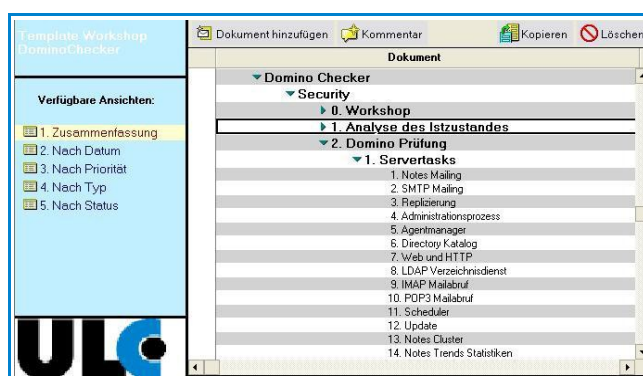 Template Workshop
DominoChecker
Dokument hinzufügen
Kommentar
Kopieren
Löschen
Dokument
Verfügbare Ansichten:
1. Zusammenfassung
2. Nach Datum
3. Nach Priorität
4. Nach Typ
5. Nach Status
Domino Checker
Security
0. Workshop
1. Analyse des Istzustandes
2. Domino Prüfung
1. Servertasks
1. Notes Mailing
2. SMTP Mailing
3. Replizierung
4. Administrationsprozess
5. Agentmanager
6. Directory Katalog
7. Web und HTTP
8. LDAP Verzeichnisdienst
9. IMAP Mailabruf
10. POP3 Mailabruf
11. Scheduler
12. Update
13. Notes Cluster
14. Notes Trends Statistiken
ULC